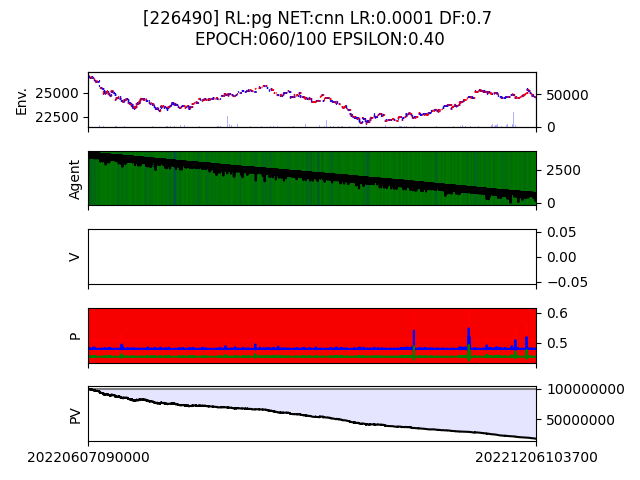 [226490] RL:pg NET:cnn LR:0.0001 DF:0.7
EPOCH:060/100 EPSILON:0.40
Env.
25000
22500
50000
0
Agent
2500
0
V
0.05
0.00
−0.05
P
0.6
0.5
PV
100000000
50000000
20220607090000
20221206103700